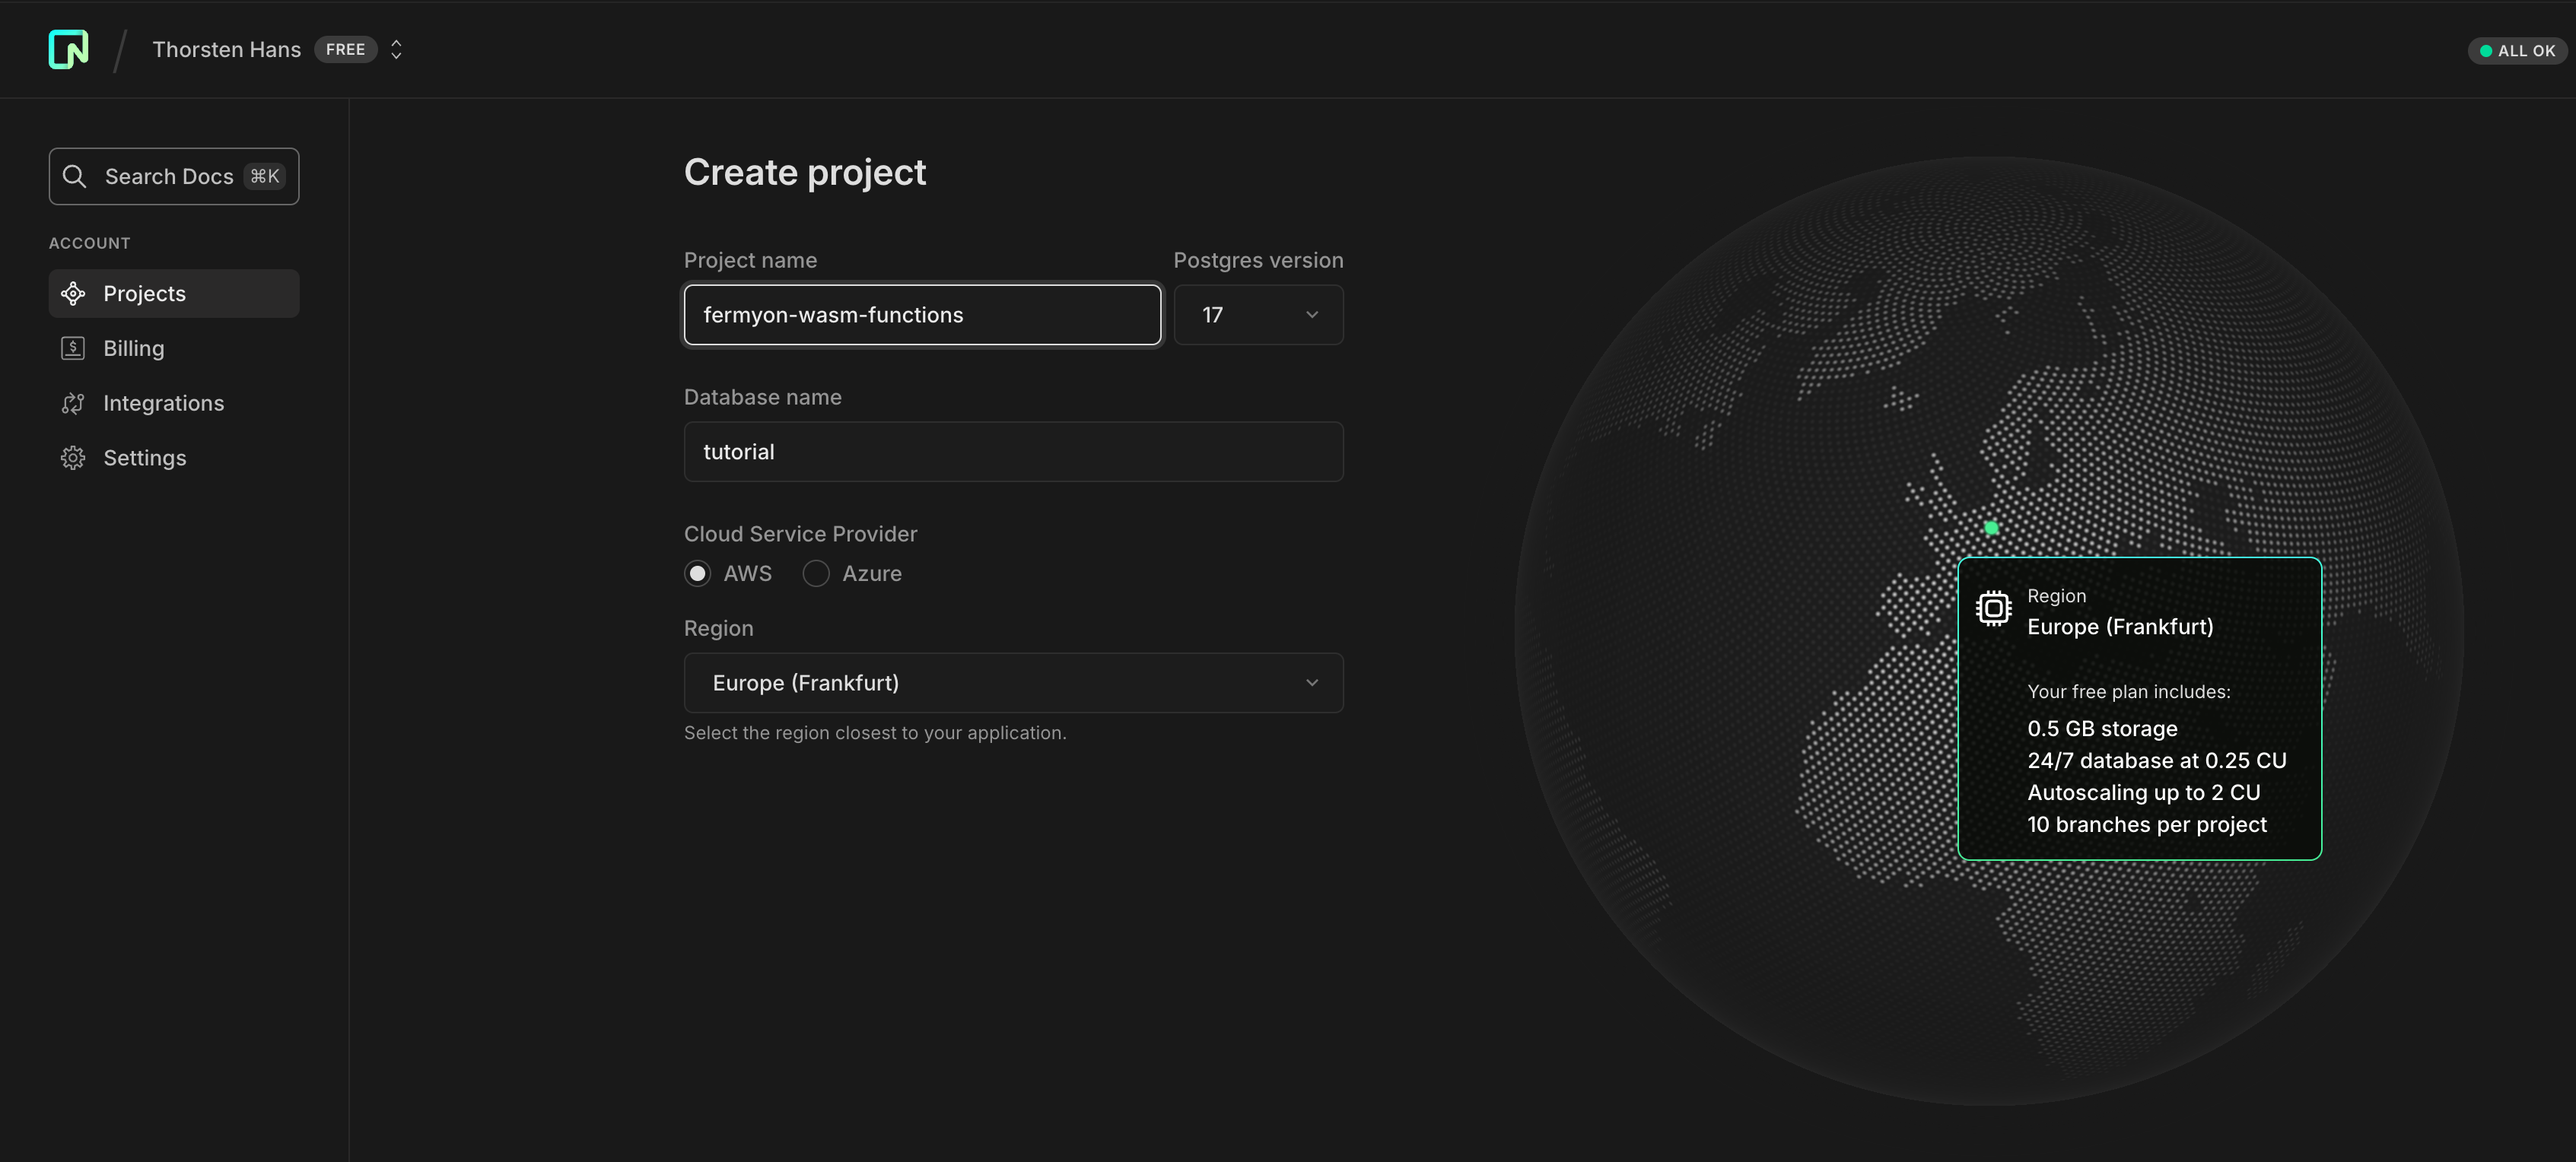 Thorsten Hans FREE
ALL OK
Search Docs ⌘K
ACCOUNT
Projects
Billing
Integrations
Settings
Create project
Project name
Postgres version
fermyon-wasm-functions
17
Database name
tutorial
Cloud Service Provider
AWS
Azure
Region
Europe (Frankfurt)
Select the region closest to your application.
Region
Europe (Frankfurt)
Your free plan includes:
0.5 GB storage
24/7 database at 0.25 CU
Autoscaling up to 2 CU
10 branches per project